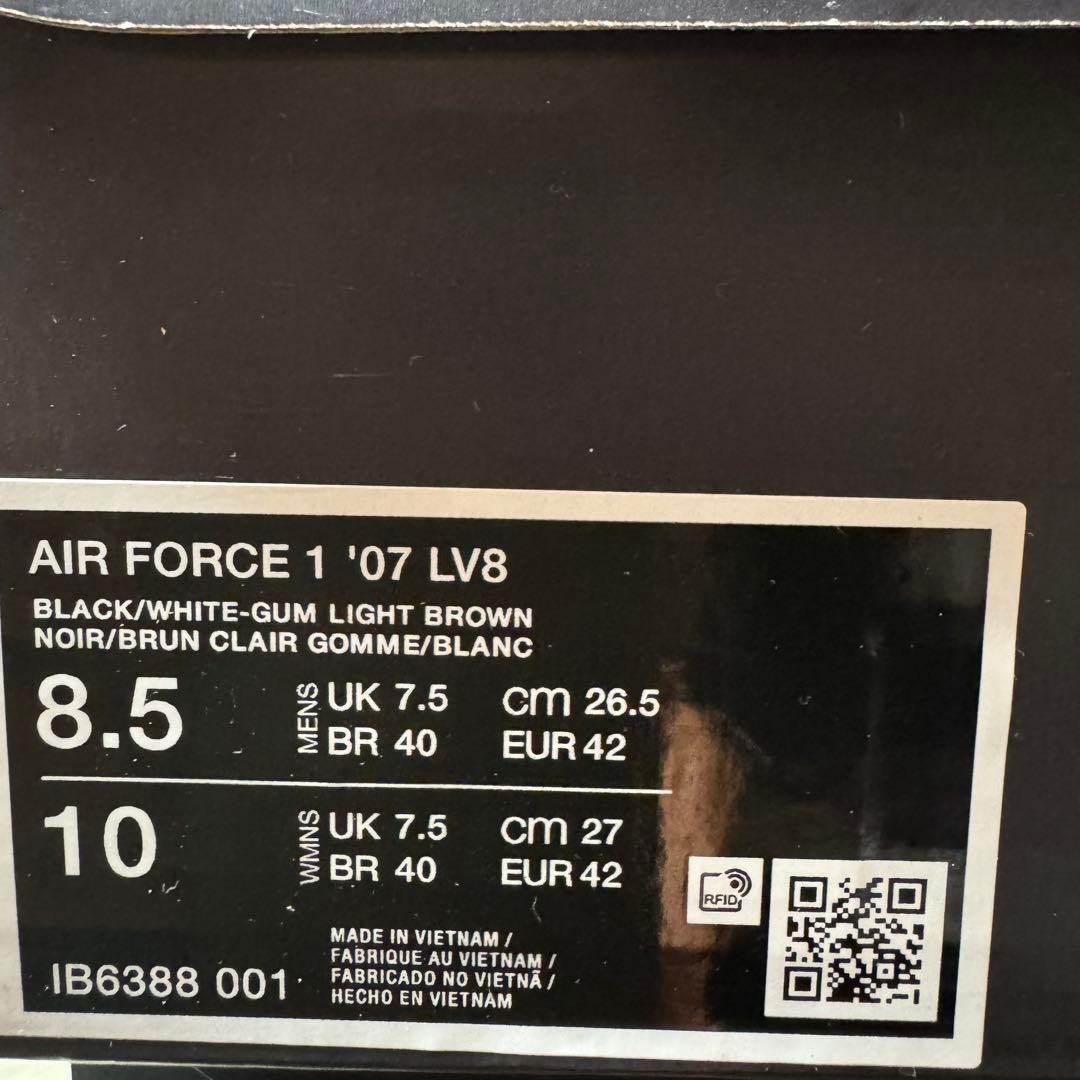 AIR FORCE 1 '07 LV8
BLACK/WHITE-GUM LIGHT BROWN
NOIR/BRUN CLAIR GOMME/BLANC
8.5 MENS UK 7.5 CM 26.5
BR 40 EUR 42
10 WMNS UK 7.5 CM 27
BR 40 EUR 42
RFID
MADE IN VIETNAM /
FABRIQUE AU VIETNAM /
FABRICADO NO VIETNÃ /
HECHO EN VIETNAM
IB6388 001